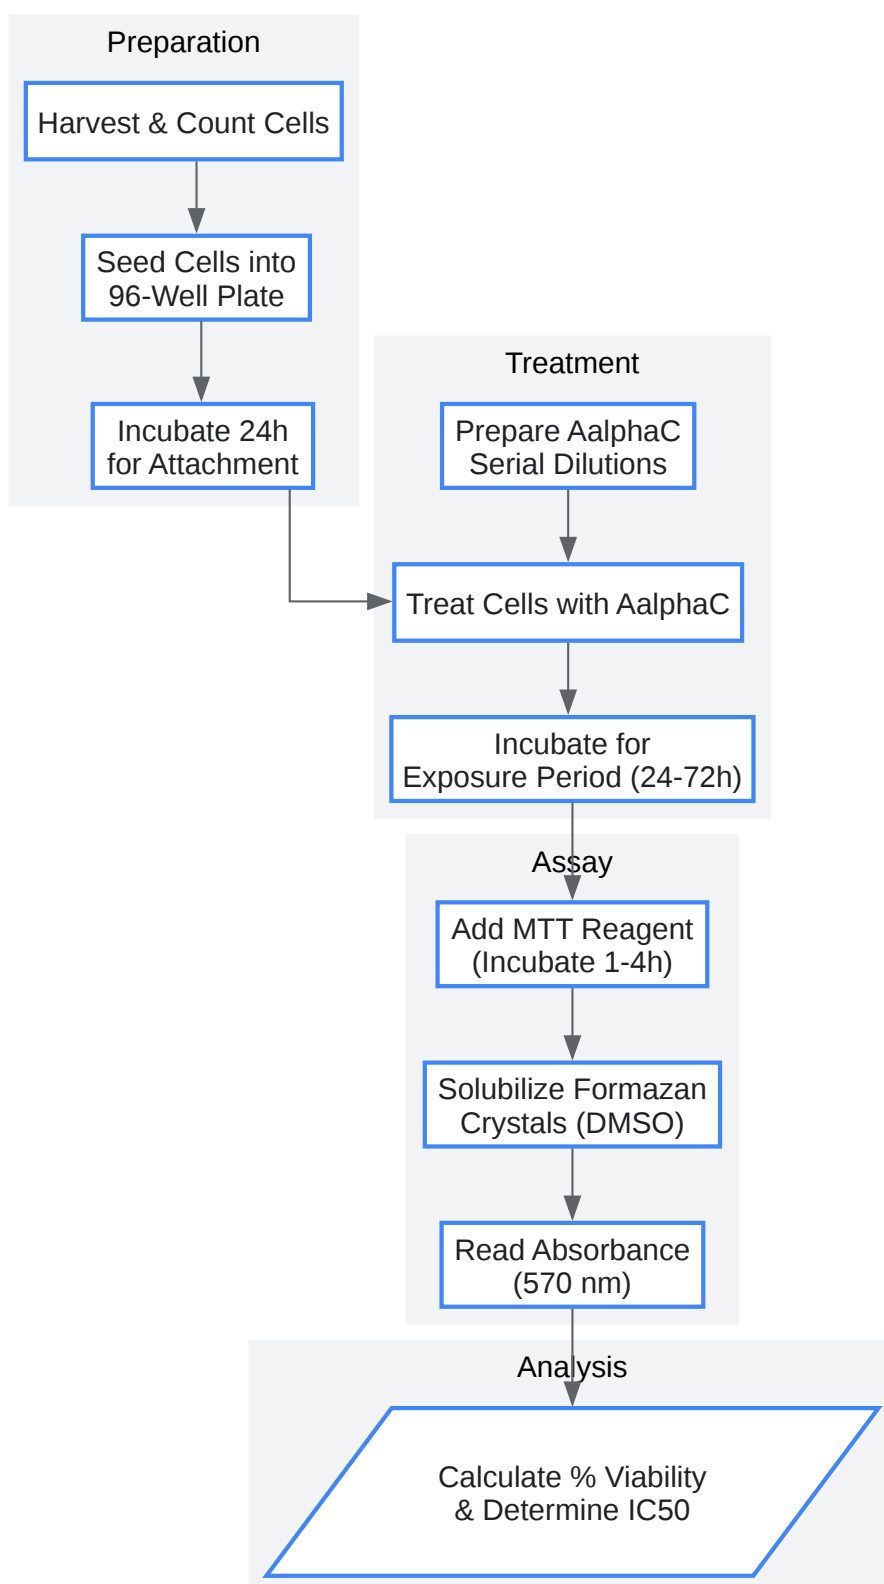 Preparation
Harvest & Count Cells
Seed Cells into
96-Well Plate
Incubate 24h
for Attachment
Treatment
Prepare AalphaC
Serial Dilutions
Treat Cells with AalphaC
Incubate for
Exposure Period (24-72h)
Assay
Add MTT Reagent
(Incubate 1-4h)
Solubilize Formazan
Crystals (DMSO)
Read Absorbance
(570 nm)
Analysis
Calculate % Viability
& Determine IC50